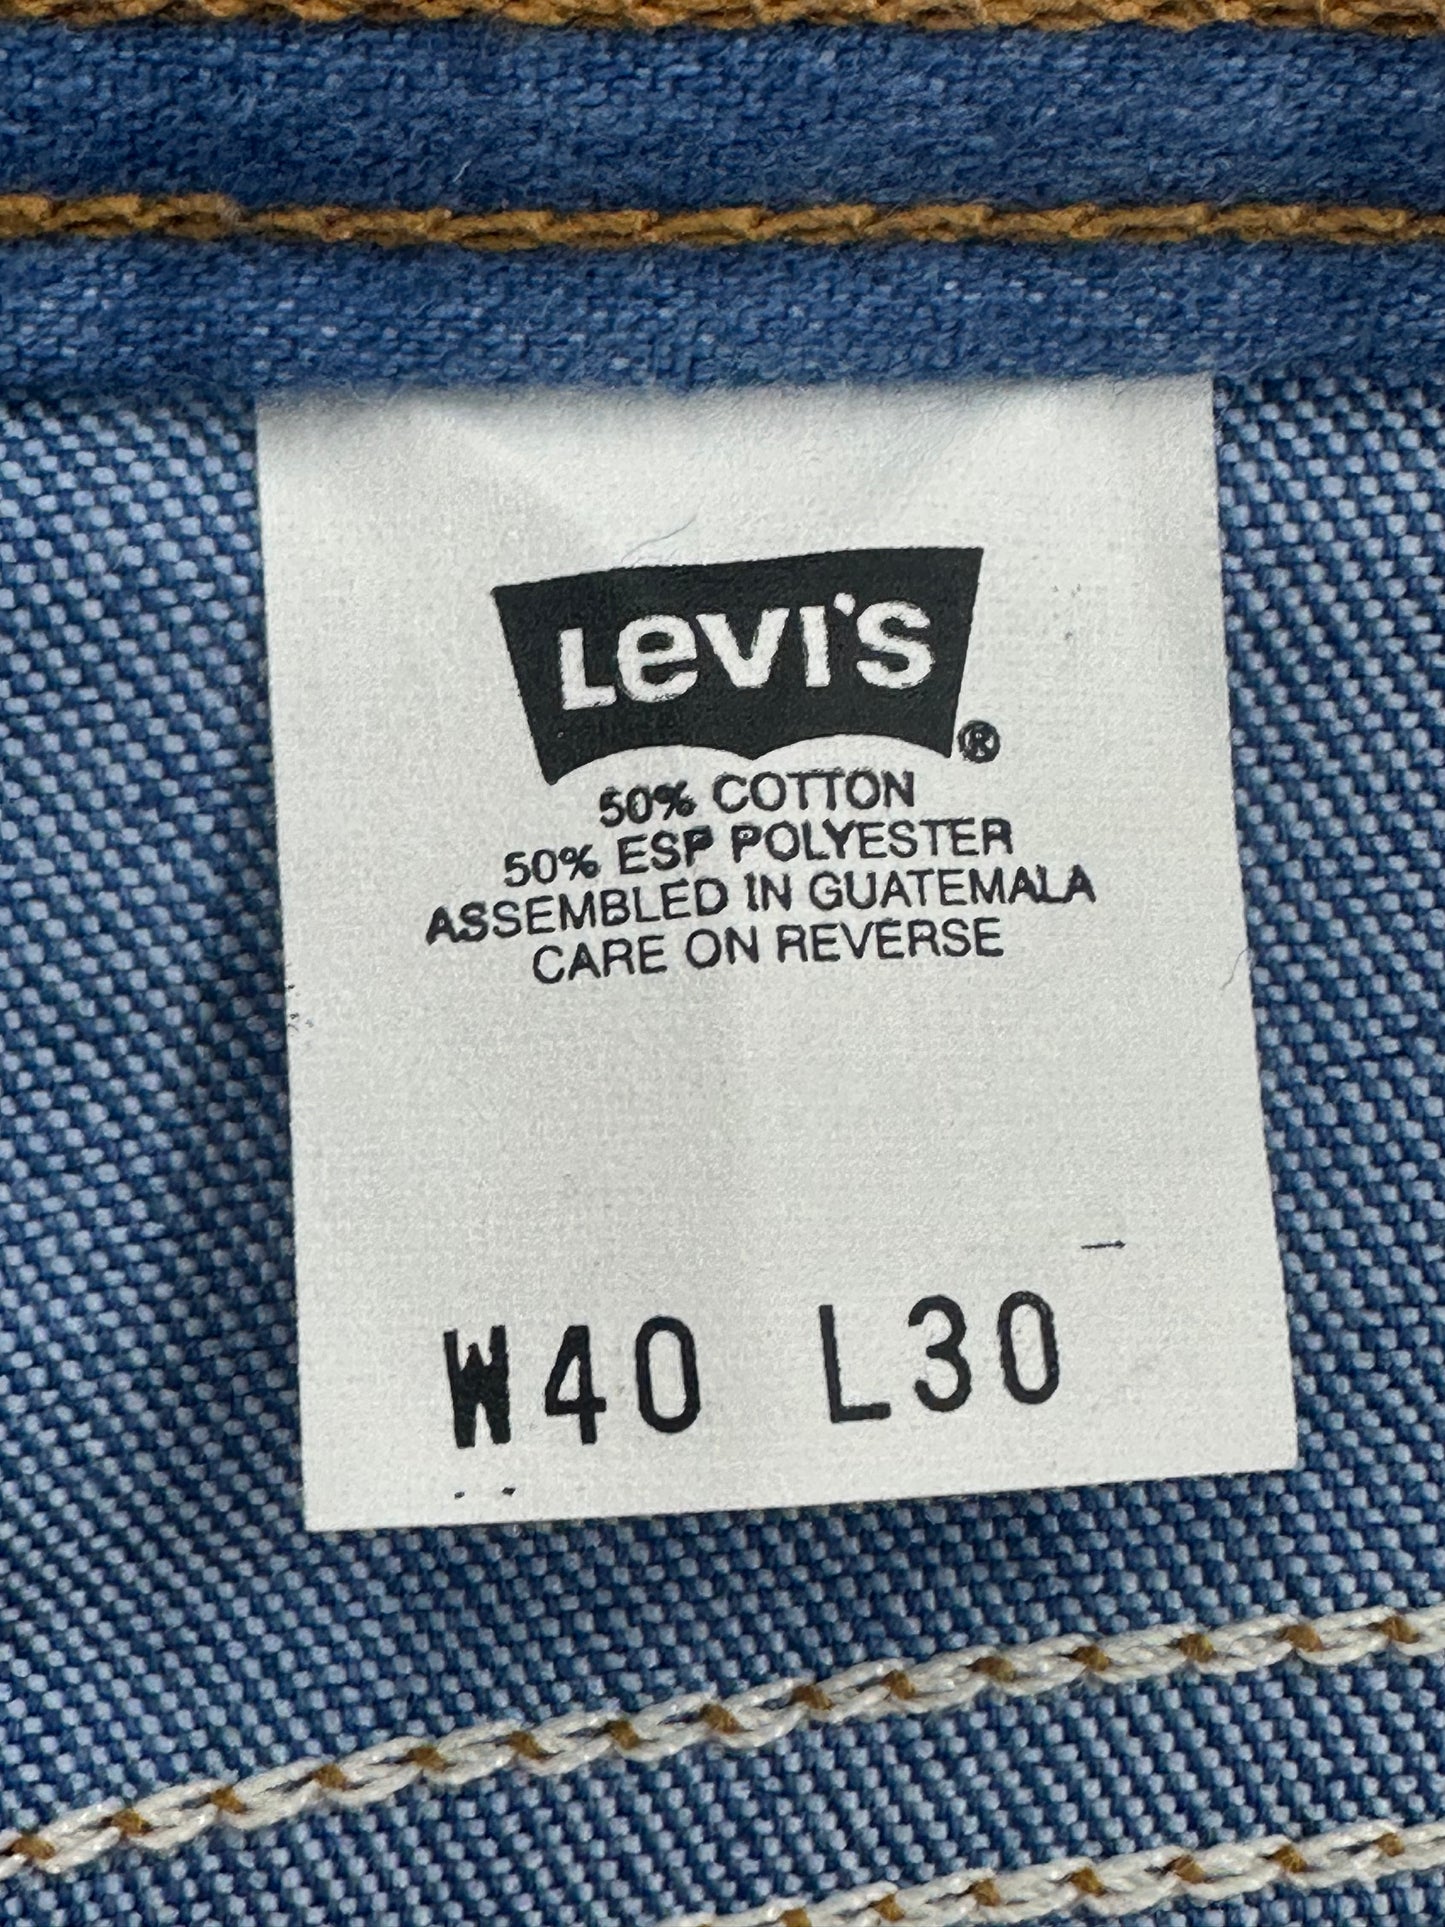 Levi's®
50% COTTON
50% ESP POLYESTER
ASSEMBLED IN GUATEMALA
CARE ON REVERSE
W40 L30